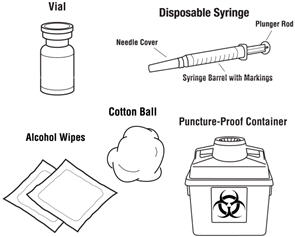 Vial
Disposable Syringe
Plunger Rod
Needle Cover
Syringe Barrel with Markings
Cotton Ball
Alcohol Wipes
Puncture-Proof Container